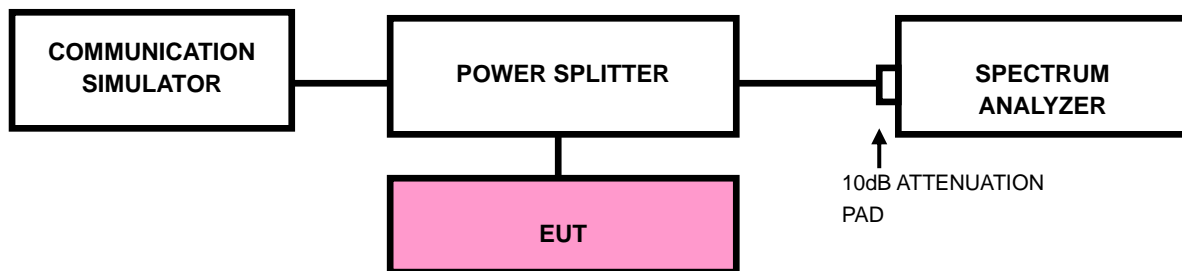 COMMUNICATION
SIMULATOR
POWER SPLITTER
SPECTRUM
ANALYZER
10dB ATTENUATION
PAD
EUT